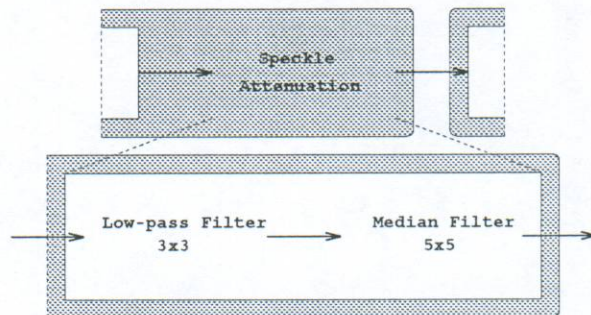 Speckle
Attenuation
Low-pass Filter
3x3
Median Filter
5x5